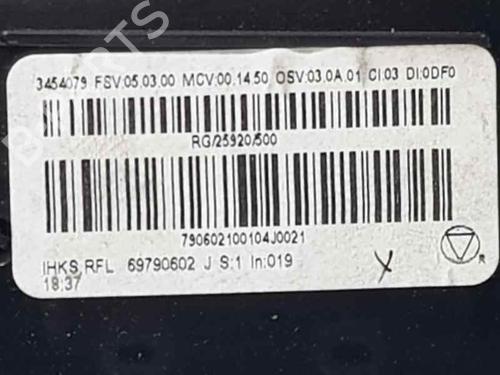 3454079 FSV:05.03.00 MCV:00.14.50 OSV:03.0A.01 CI:03 DI:0DF0
RG/25920/500
790602100104J0021
IHKS RFL 69790602 J S:1 In:019
18:37
R